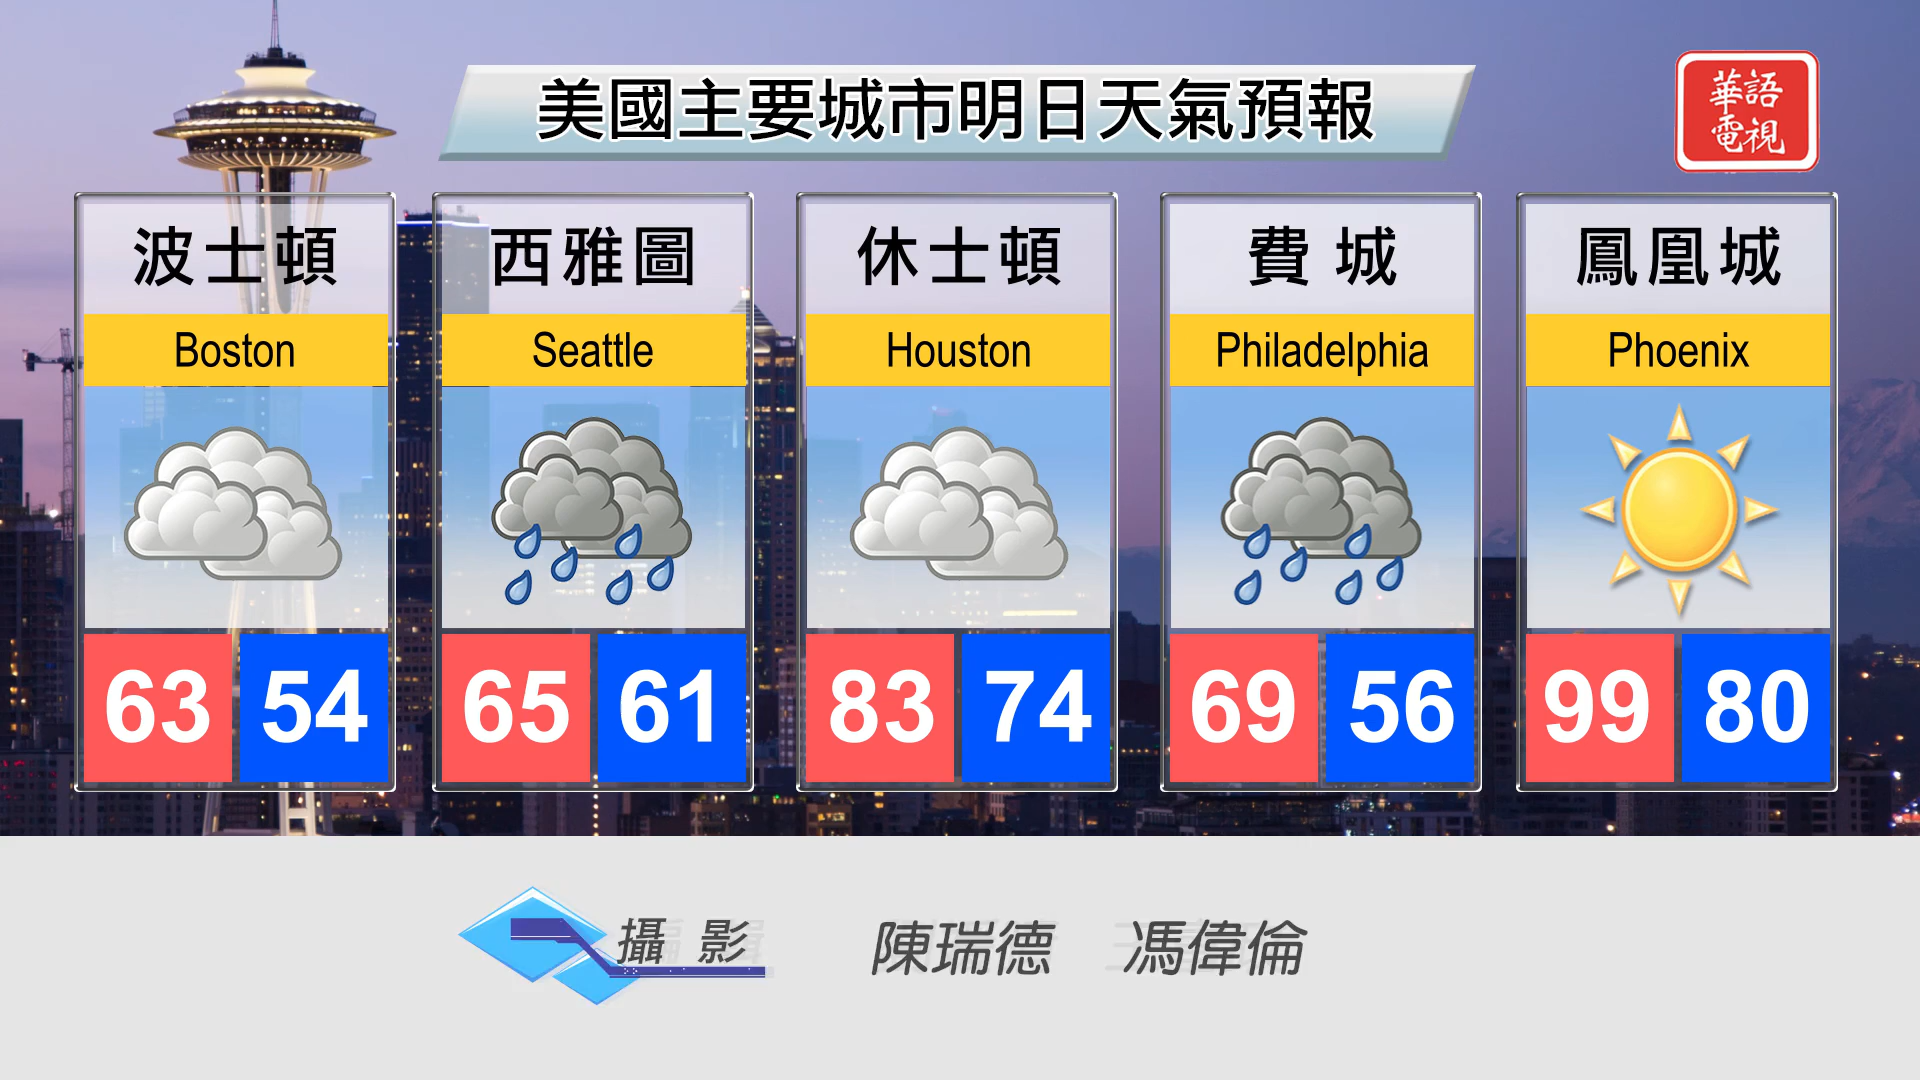 美國主要城市明日天氣預報
華語
電視
波士頓
Boston
63 54
西雅圖
Seattle
65 61
休士頓
Houston
83 74
費城
Philadelphia
69 56
鳳凰城
Phoenix
99 80
攝影 陳瑞德 馮偉倫